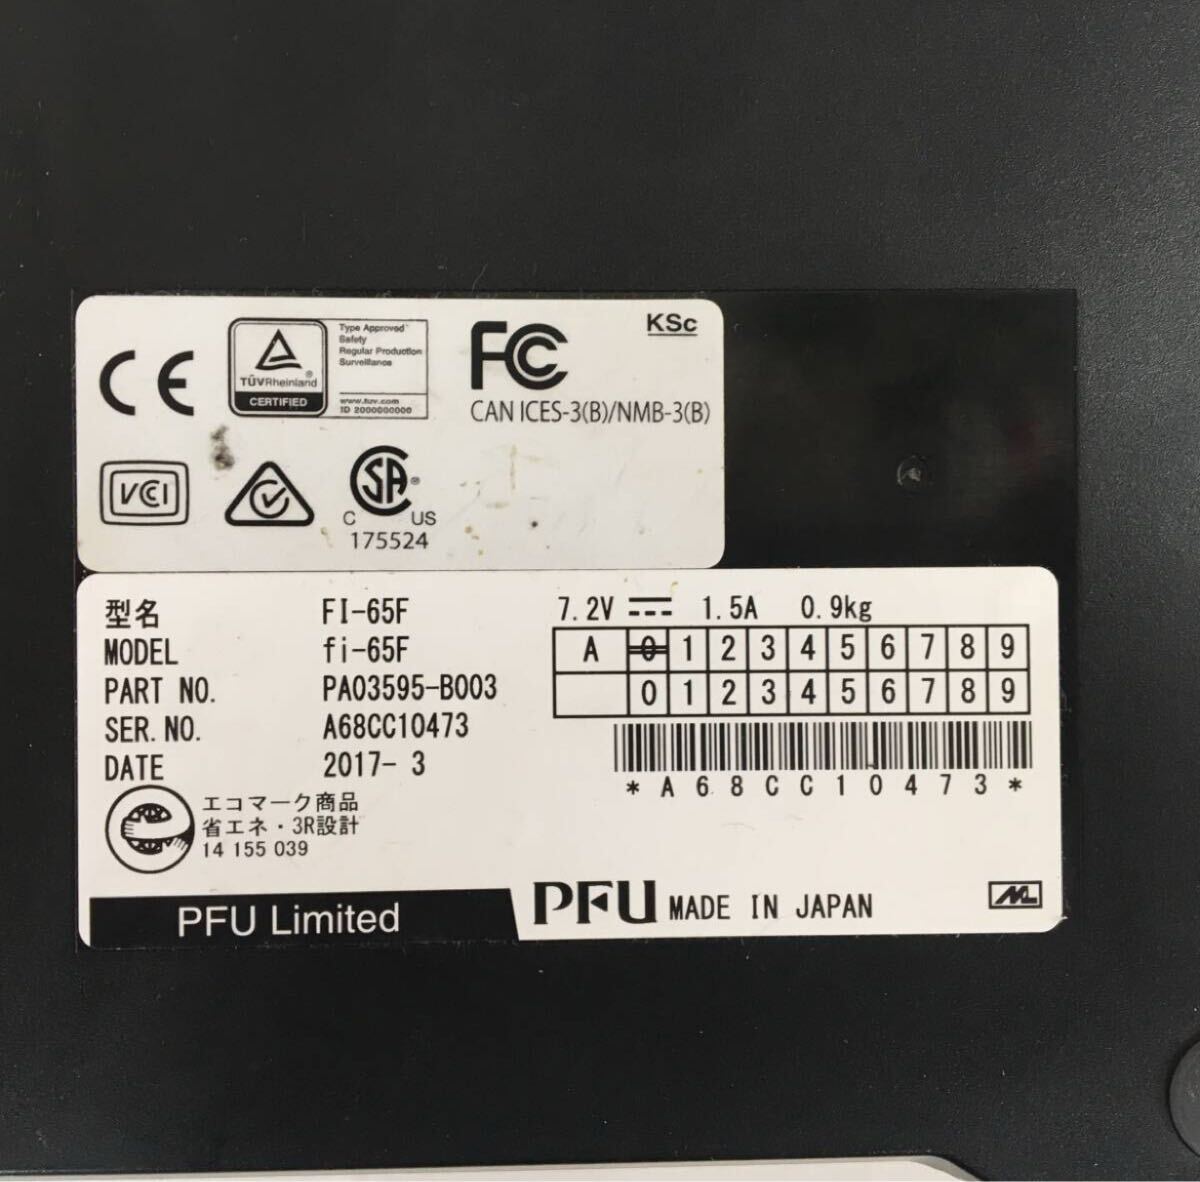 CE
TÜVRheinland®
CERTIFIED
Type Approved
Safety
Regular Production
Surveillance
www.tuv.com
ID 2000000000
FC
KSc
CAN ICES-3(B)/NMB-3(B)
VCCI
CSA®
C US
175524
型名 FI-65F
MODEL fi-65F
PART NO. PA03595-B003
SER.NO. A68CC10473
DATE 2017- 3
7.2V 1.5A 0.9kg
A 0 1 2 3 4 5 6 7 8 9
0 1 2 3 4 5 6 7 8 9
*A68CC10473*
エコマーク商品
省エネ・3R設計
14 155 039
PFU Limited
PFU MADE IN JAPAN